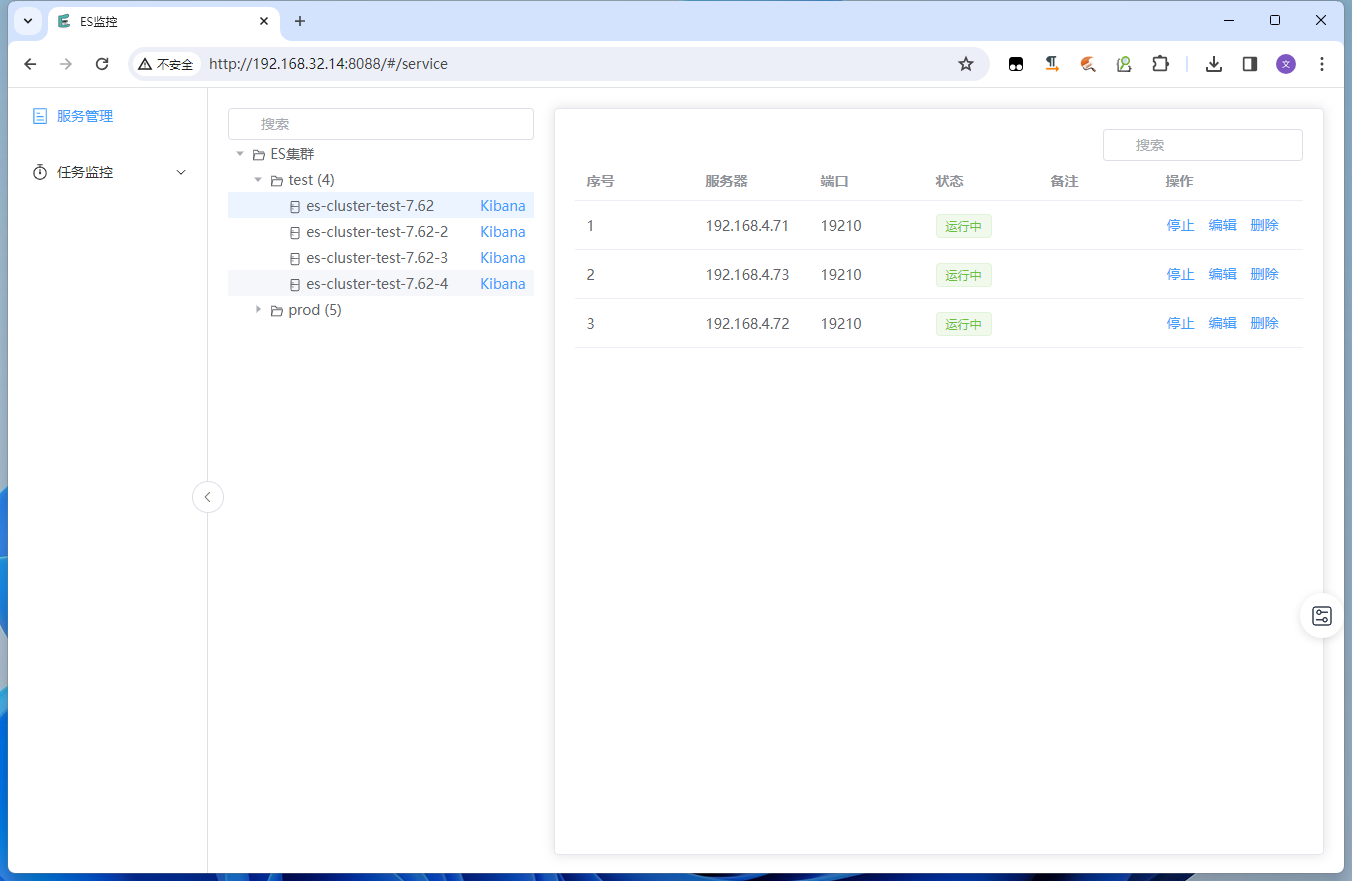 ES监控
不安全 http://192.168.32.14:8088/#/service
服务管理
任务监控
搜索
ES集群
test (4)
es-cluster-test-7.62 Kibana
es-cluster-test-7.62-2 Kibana
es-cluster-test-7.62-3 Kibana
es-cluster-test-7.62-4 Kibana
prod (5)
搜索
序号 服务器 端口 状态 备注 操作
1 192.168.4.71 19210 运行中 停止 编辑 删除
2 192.168.4.73 19210 运行中 停止 编辑 删除
3 192.168.4.72 19210 运行中 停止 编辑 删除
文